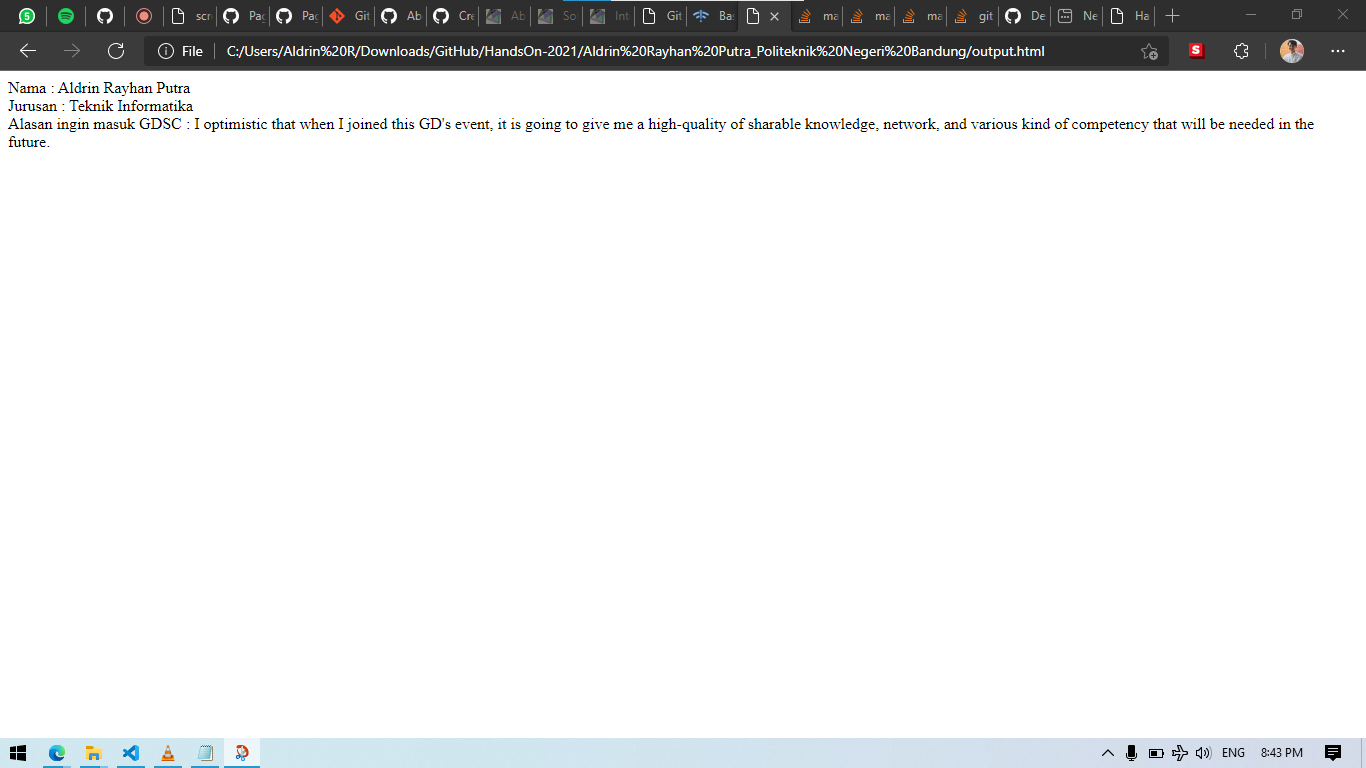 5
scr
Pag
Pag
Git
Ab
Cre
Ab
So
Int
Git
Ba
ma
ma
ma
git
De
Ne
Ha
File
C:/Users/Aldrin%20R/Downloads/GitHub/HandsOn-2021/Aldrin%20Rayhan%20Putra_Politeknik%20Negeri%20Bandung/output.html
S
Nama : Aldrin Rayhan Putra
Jurusan : Teknik Informatika
Alasan ingin masuk GDSC : I optimistic that when I joined this GD's event, it is going to give me a high-quality of sharable knowledge, network, and various kind of competency that will be needed in the
future.
ENG
8:43 PM